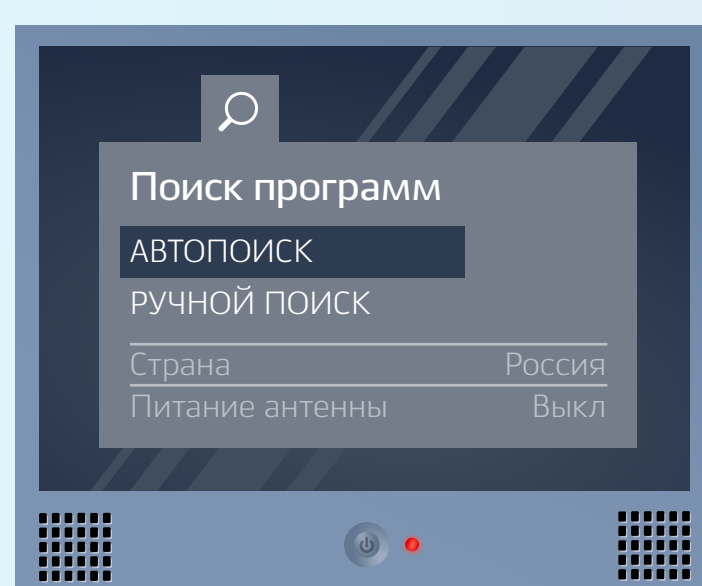 Поиск программ
АВТОПОИСК
РУЧНОЙ ПОИСК
Страна Россия
Питание антенны Выкл